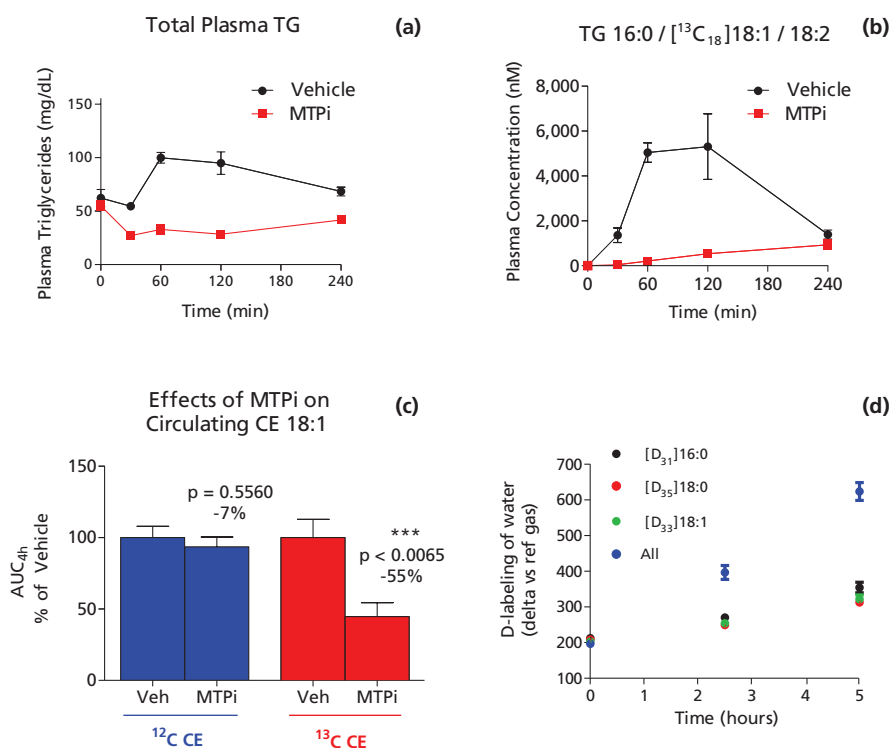 Total Plasma TG
(a)
Plasma Triglycerides (mg/dL)
150
100
50
0
Vehicle
MTPi
0 60 120 180 240
Time (min)
TG 16:0 / [¹³C₁₈]18:1 / 18:2
(b)
Plasma Concentration (nM)
8,000
6,000
4,000
2,000
0
Vehicle
MTPi
0 60 120 180 240
Time (min)
Effects of MTPi on
Circulating CE 18:1
(c)
AUC₄ₕ
% of Vehicle
150
100
50
0
p = 0.5560
-7%
***
p < 0.0065
-55%
Veh MTPi Veh MTPi
¹²C CE ¹³C CE
(d)
D-labeling of water
(delta vs ref gas)
700
600
500
400
300
200
100
[D₃₁]16:0
[D₃₅]18:0
[D₃₃]18:1
All
0 1 2 3 4 5
Time (hours)